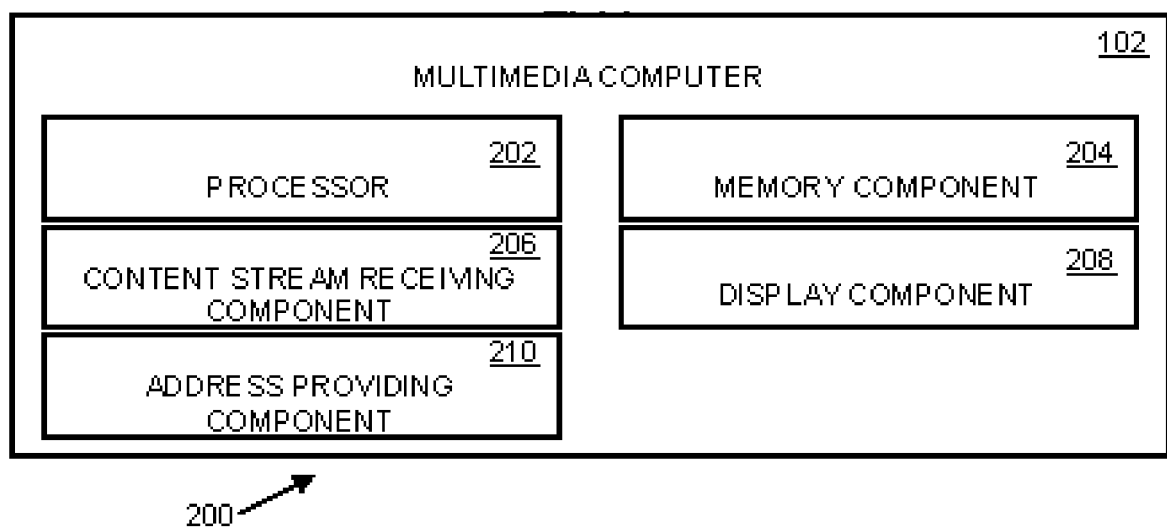 102
MULTIMEDIA COMPUTER
202
PROCESSOR
204
MEMORY COMPONENT
206
CONTENT STREAM RECEIVING
COMPONENT
208
DISPLAY COMPONENT
210
ADDRESS PROVIDING
COMPONENT
200